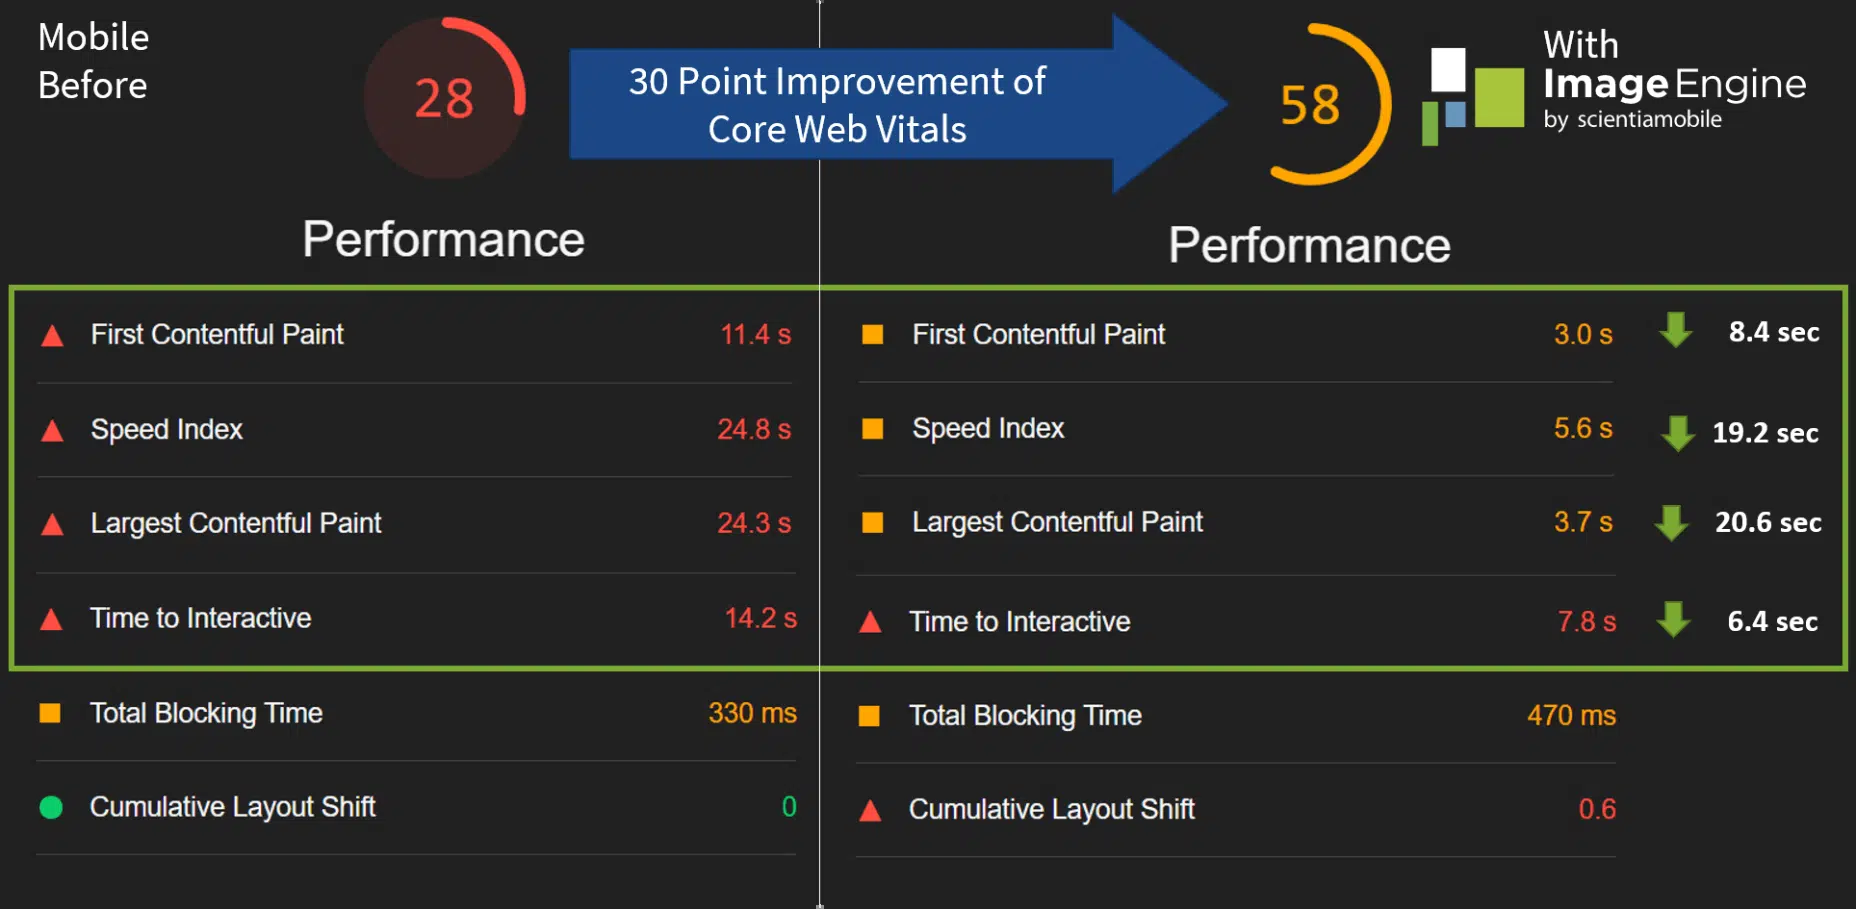 Mobile
Before
28
30 Point Improvement of
Core Web Vitals
58
With
ImageEngine
by scientiamobile
Performance
First Contentful Paint 11.4 s
Speed Index 24.8 s
Largest Contentful Paint 24.3 s
Time to Interactive 14.2 s
Total Blocking Time 330 ms
Cumulative Layout Shift 0
Performance
First Contentful Paint 3.0 s 8.4 sec
Speed Index 5.6 s 19.2 sec
Largest Contentful Paint 3.7 s 20.6 sec
Time to Interactive 7.8 s 6.4 sec
Total Blocking Time 470 ms
Cumulative Layout Shift 0.6